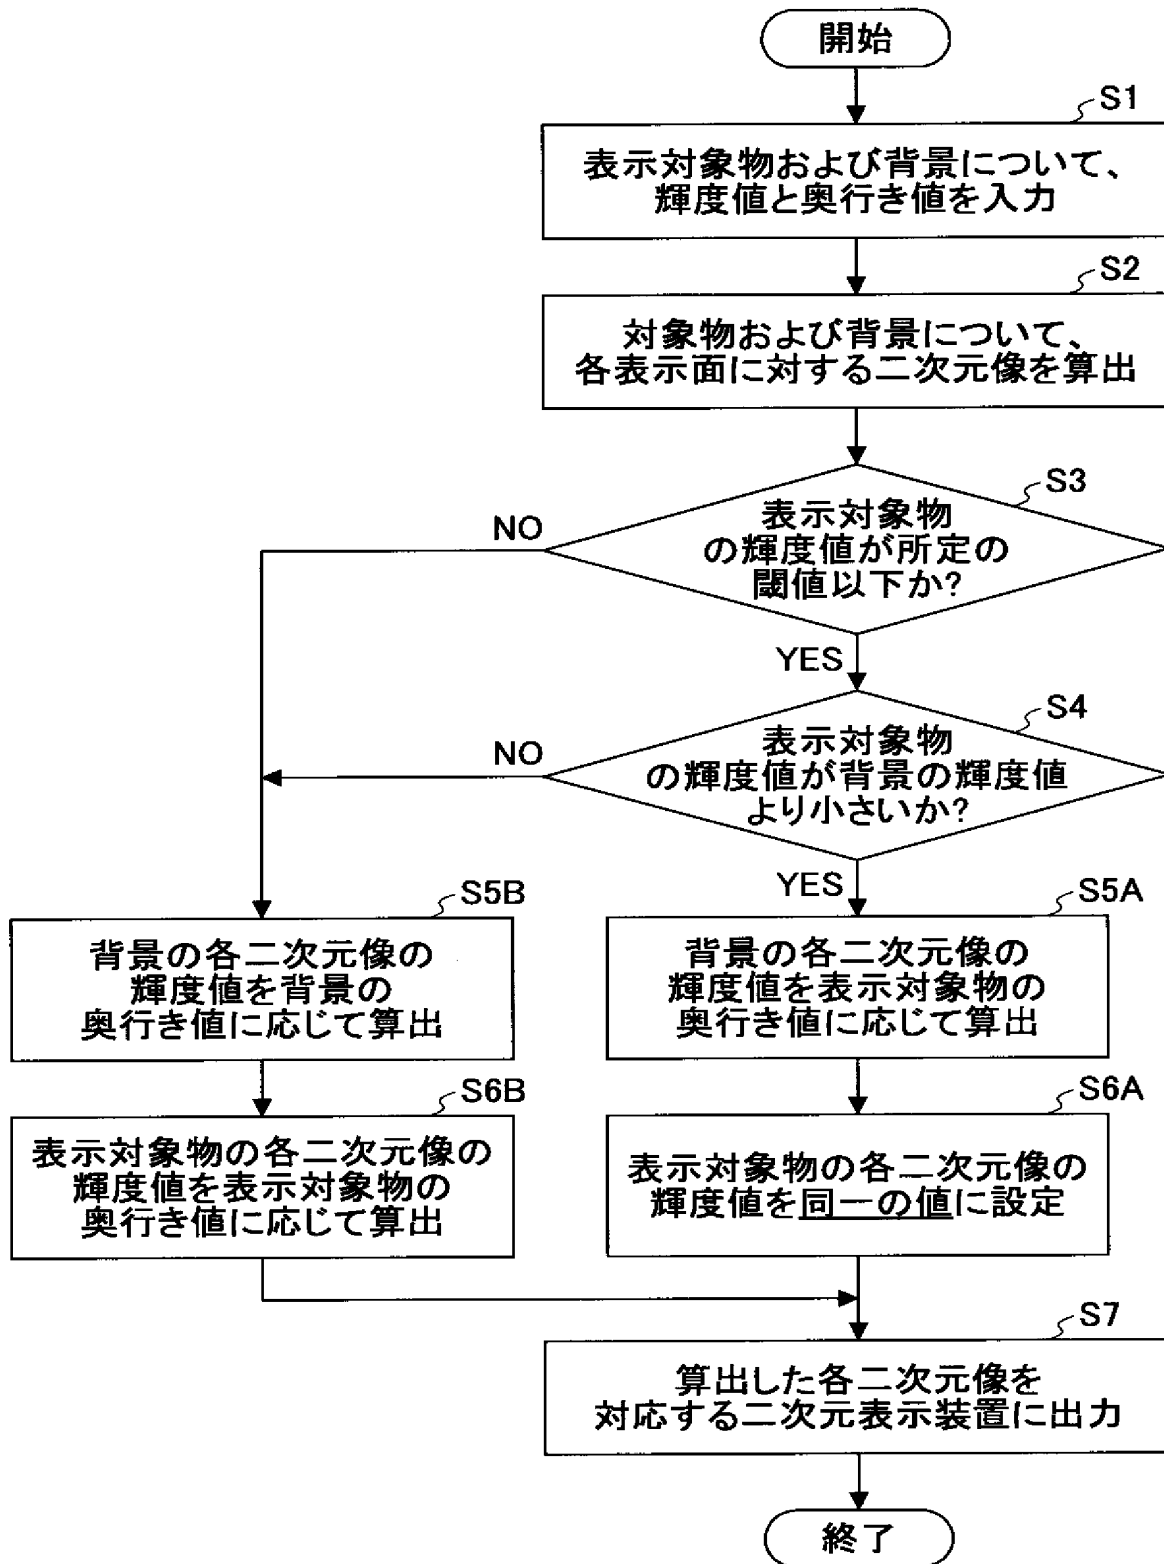 開始
S1
表示対象物および背景について、
輝度値と奥行き値を入力
S2
対象物および背景について、
各表示面に対する二次元像を算出
S3
表示対象物
の輝度値が所定の
閾値以下か?
NO
YES
S4
表示対象物
の輝度値が背景の輝度値
より小さいか?
NO
YES
S5B
背景の各二次元像の
輝度値を背景の
奥行き値に応じて算出
S5A
背景の各二次元像の
輝度値を表示対象物の
奥行き値に応じて算出
S6B
表示対象物の各二次元像の
輝度値を表示対象物の
奥行き値に応じて算出
S6A
表示対象物の各二次元像の
輝度値を同一の値に設定
S7
算出した各二次元像を
対応する二次元表示装置に出力
終了